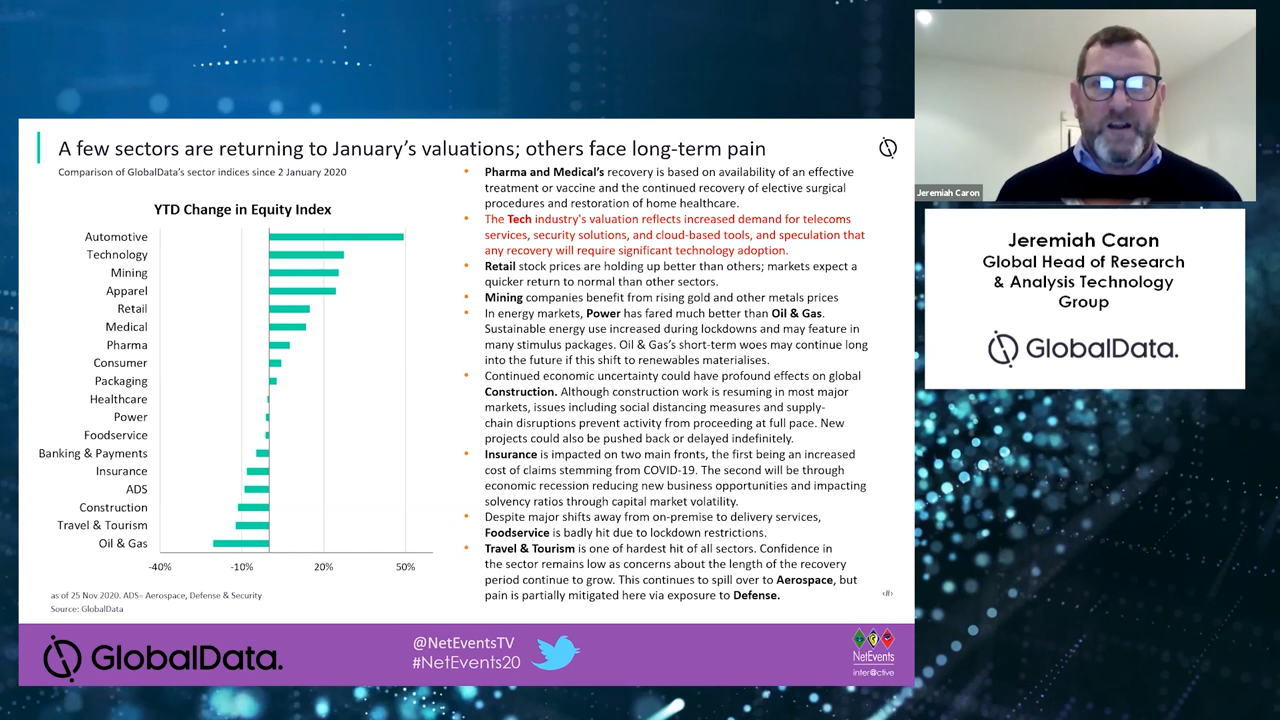 A few sectors are returning to January's valuations; others face long-term pain
Comparison of GlobalData's sector indices since 2 January 2020
YTD Change in Equity Index
Automotive
Technology
Mining
Apparel
Retail
Medical
Pharma
Consumer
Packaging
Healthcare
Power
Foodservice
Banking & Payments
Insurance
ADS
Construction
Travel & Tourism
Oil & Gas
-40%
-10%
20%
50%
as of 25 Nov 2020. ADS= Aerospace, Defense & Security
Source: GlobalData
• Pharma and Medical's recovery is based on availability of an effective
treatment or vaccine and the continued recovery of elective surgical
procedures and restoration of home healthcare.
• The Tech industry's valuation reflects increased demand for telecoms
services, security solutions, and cloud-based tools, and speculation that
any recovery will require significant technology adoption.
• Retail stock prices are holding up better than others; markets expect a
quicker return to normal than other sectors.
• Mining companies benefit from rising gold and other metals prices
• In energy markets, Power has fared much better than Oil & Gas.
Sustainable energy use increased during lockdowns and may feature in
many stimulus packages. Oil & Gas's short-term woes may continue long
into the future if this shift to renewables materialises.
• Continued economic uncertainty could have profound effects on global
Construction. Although construction work is resuming in most major
markets, issues including social distancing measures and supply-
chain disruptions prevent activity from proceeding at full pace. New
projects could also be pushed back or delayed indefinitely.
• Insurance is impacted on two main fronts, the first being an increased
cost of claims stemming from COVID-19. The second will be through
economic recession reducing new business opportunities and impacting
solvency ratios through capital market volatility.
• Despite major shifts away from on-premise to delivery services,
Foodservice is badly hit due to lockdown restrictions.
• Travel & Tourism is one of hardest hit of all sectors. Confidence in
the sector remains low as concerns about the length of the recovery
period continue to grow. This continues to spill over to Aerospace, but
pain is partially mitigated here via exposure to Defense.
‹#›
GlobalData.
@NetEventsTV
#NetEvents20
NetEvents
inter@ctive
Jeremiah Caron
Jeremiah Caron
Global Head of Research
& Analysis Technology
Group
GlobalData.